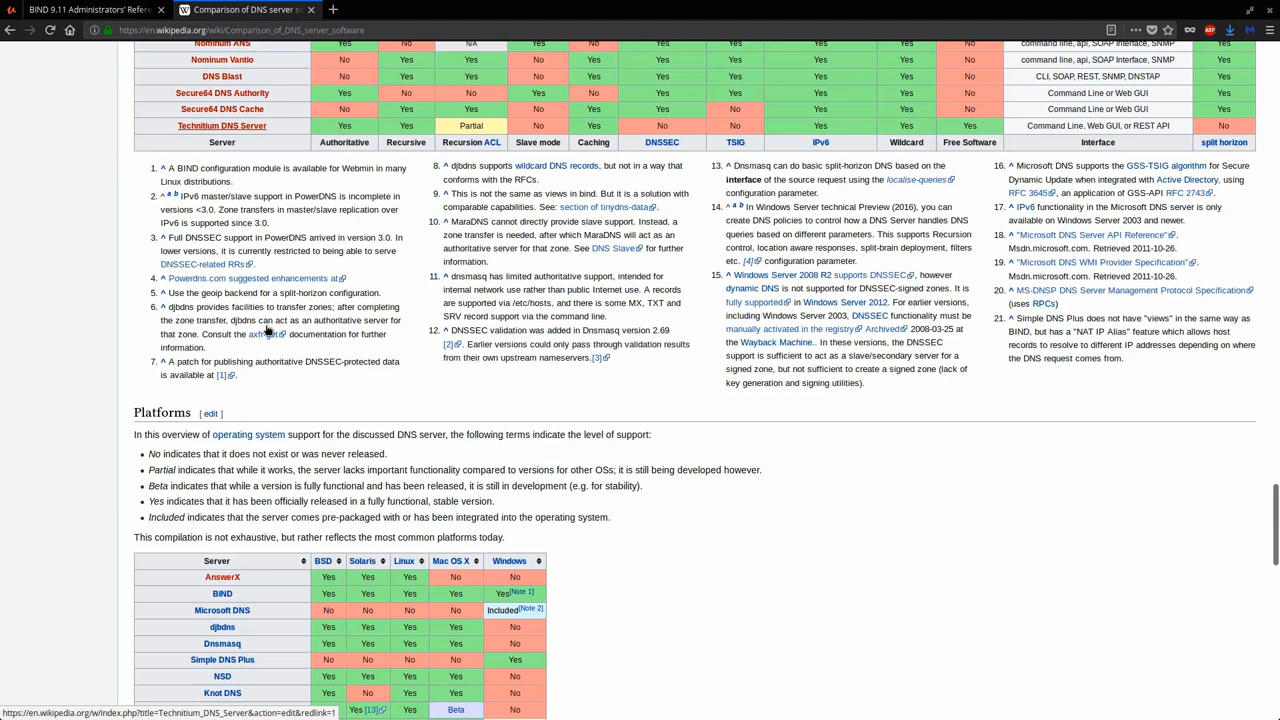 BIND 9.11 Administrators' Refere
Comparison of DNS server so
https://en.wikipedia.org/wiki/Comparison_of_DNS_server_software
ABP
Nominum ANS Yes No N/A Yes No Yes Yes Yes Yes No command line, api, SOAP Interface, SNMP Yes
Nominum Vantio No Yes Yes No Yes Yes Yes Yes Yes No command line, api, SOAP Interface, SNMP Yes
DNS Blast No Yes Yes No Yes Yes Yes Yes Yes No CLI, SOAP, REST, SNMP, DNSTAP Yes
Secure64 DNS Authority Yes No No Yes No Yes Yes Yes Yes No Command Line or Web GUI Yes
Secure64 DNS Cache No Yes Yes No Yes Yes No Yes Yes No Command Line or Web GUI Yes
Technitium DNS Server Yes Yes Partial No Yes No No Yes Yes Yes Command Line, Web GUI, or REST API No
Server Authoritative Recursive Recursion ACL Slave mode Caching DNSSEC TSIG IPv6 Wildcard Free Software Interface split horizon
1. ^ A BIND configuration module is available for Webmin in many
Linux distributions.
2. ^ a b IPv6 master/slave support in PowerDNS is incomplete in
versions <3.0. Zone transfers in master/slave replication over
IPv6 is supported since 3.0.
3. ^ Full DNSSEC support in PowerDNS arrived in version 3.0. In
lower versions, it is currently restricted to being able to serve
DNSSEC-related RRs.
4. ^ Powerdns.com suggested enhancements at
5. ^ Use the geoip backend for a split-horizon configuration.
6. ^ djbdns provides facilities to transfer zones; after completing
the zone transfer, djbdns can act as an authoritative server for
that zone. Consult the axfr-get documentation for further
information.
7. ^ A patch for publishing authoritative DNSSEC-protected data
is available at [1].
8. ^ djbdns supports wildcard DNS records, but not in a way that
conforms with the RFCs.
9. ^ This is not the same as views in bind. But it is a solution with
comparable capabilities. See: section of tinydns-data.
10. ^ MaraDNS cannot directly provide slave support. Instead, a
zone transfer is needed, after which MaraDNS will act as an
authoritative server for that zone. See DNS Slave for further
information.
11. ^ dnsmasq has limited authoritative support, intended for
internal network use rather than public Internet use. A
records are supported via /etc/hosts, and there is some MX, TXT and
SRV record support via the command line.
12. ^ DNSSEC validation was added in Dnsmasq version 2.69
[2]. Earlier versions could only pass through validation results
from their own upstream nameservers.[3]
13. ^ Dnsmasq can do basic split-horizon DNS based on the
interface of the source request using the localise-queries
configuration parameter.
14. ^ a b In Windows Server technical Preview (2016), you can
create DNS policies to control how a DNS Server handles DNS
queries based on different parameters. This supports Recursion
control, location aware responses, split-brain deployment, filters
etc. [4] configuration parameter.
15. ^ Windows Server 2008 R2 supports DNSSEC, however
dynamic DNS is not supported for DNSSEC-signed zones. It is
fully supported in Windows Server 2012. For earlier versions,
including Windows Server 2003, DNSSEC functionality must be
manually activated in the registry Archived 2008-03-25 at
the Wayback Machine.. In these versions, the DNSSEC
support is sufficient to act as a slave/secondary server for a
signed zone, but not sufficient to create a signed zone (lack of
key generation and signing utilities).
16. ^ Microsoft DNS supports the GSS-TSIG algorithm for Secure
Dynamic Update when integrated with Active Directory, using
RFC 3645, an application of GSS-API RFC 2743.
17. ^ IPv6 functionality in the Microsoft DNS server is only
available on Windows Server 2003 and newer.
18. ^ "Microsoft DNS Server API Reference".
Msdn.microsoft.com. Retrieved 2011-10-26.
19. ^ "Microsoft DNS WMI Provider Specification".
Msdn.microsoft.com. Retrieved 2011-10-26.
20. ^ MS-DNSP DNS Server Management Protocol Specification
(uses RPCs)
21. ^ Simple DNS Plus does not have "views" in the same way as
BIND, but has a "NAT IP Alias" feature which allows host
records to resolve to different IP addresses depending on where
the DNS request comes from.
Platforms [ edit ]
In this overview of operating system support for the discussed DNS server, the following terms indicate the level of support:
• No indicates that it does not exist or was never released.
• Partial indicates that while it works, the server lacks important functionality compared to versions for other OSs; it is still being developed however.
• Beta indicates that while a version is fully functional and has been released, it is still in development (e.g. for stability).
• Yes indicates that it has been officially released in a fully functional, stable version.
• Included indicates that the server comes pre-packaged with or has been integrated into the operating system.
This compilation is not exhaustive, but rather reflects the most common platforms today.
Server BSD Solaris Linux Mac OS X Windows
AnswerX Yes Yes Yes No No
BIND Yes Yes Yes Yes Yes[Note 1]
Microsoft DNS No No No No Included[Note 2]
djbdns Yes Yes Yes Yes No
Dnsmasq Yes Yes Yes Yes No
Simple DNS Plus No No No No Yes
NSD Yes Yes Yes Yes No
Knot DNS Yes No Yes Yes No
Yes [13] Beta No
https://en.wikipedia.org/w/index.php?title=Technitium_DNS_Server&action=edit&redlink=1